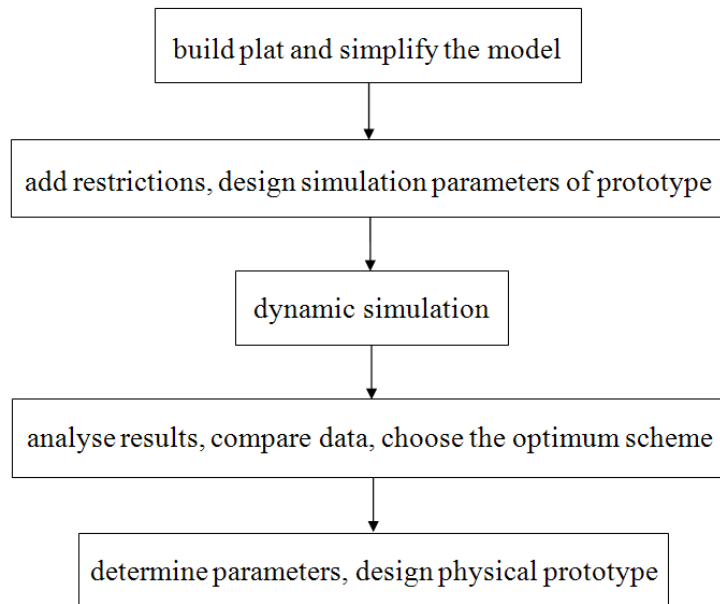 build plat and simplify the model
add restrictions, design simulation parameters of prototype
dynamic simulation
analyse results, compare data, choose the optimum scheme
determine parameters, design physical prototype